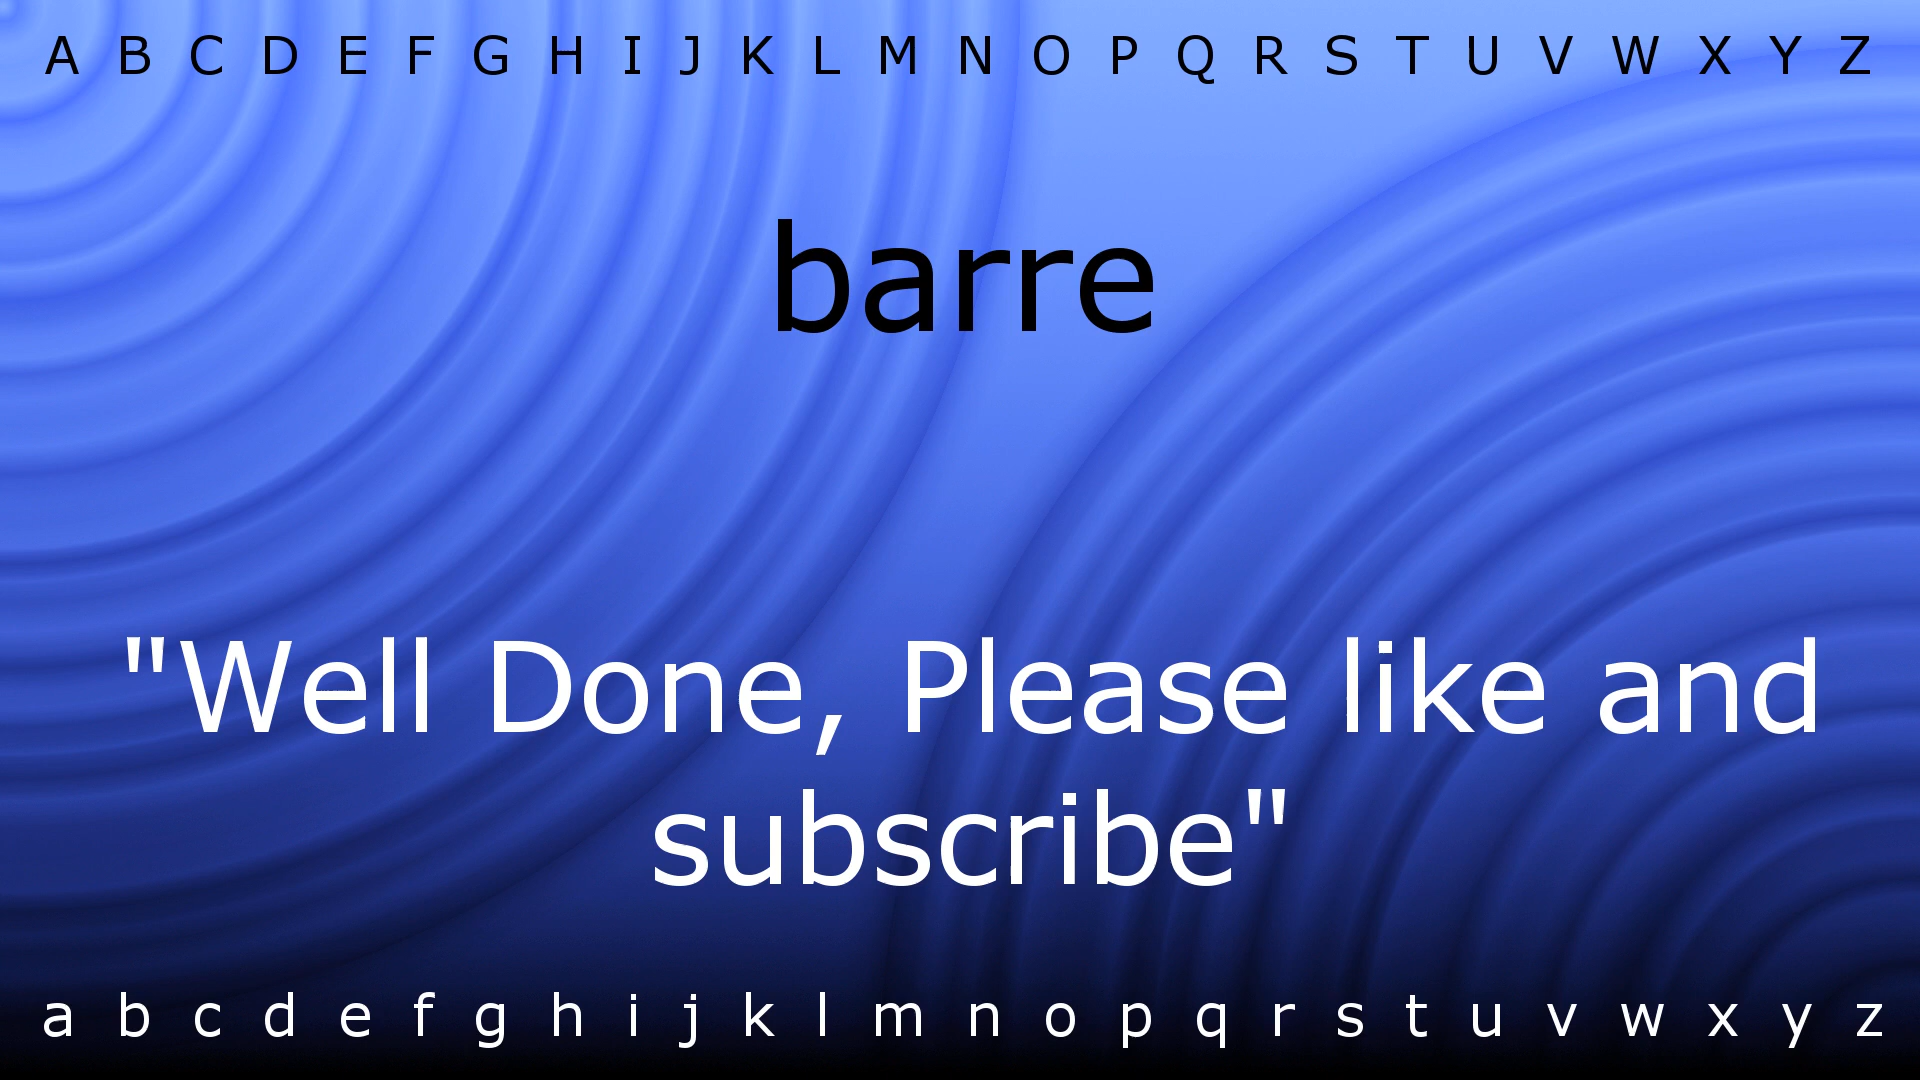 A B C D E F G H I J K L M N O P Q R S T U V W X Y Z
barre
"Well Done, Please like and
subscribe"
a b c d e f g h i j k l m n o p q r s t u v w x y z